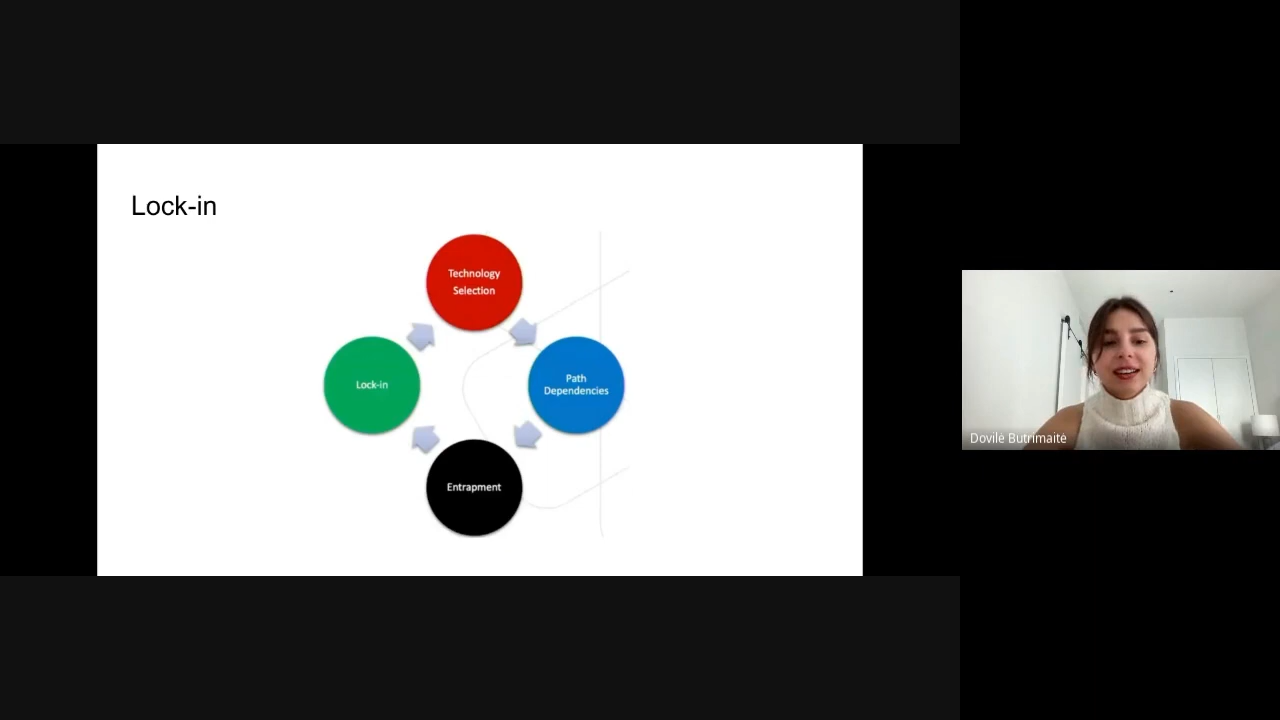 Lock-in
Technology
Selection
Lock-in
Path
Dependencies
Entrapment
Dovilė Butrimaitė